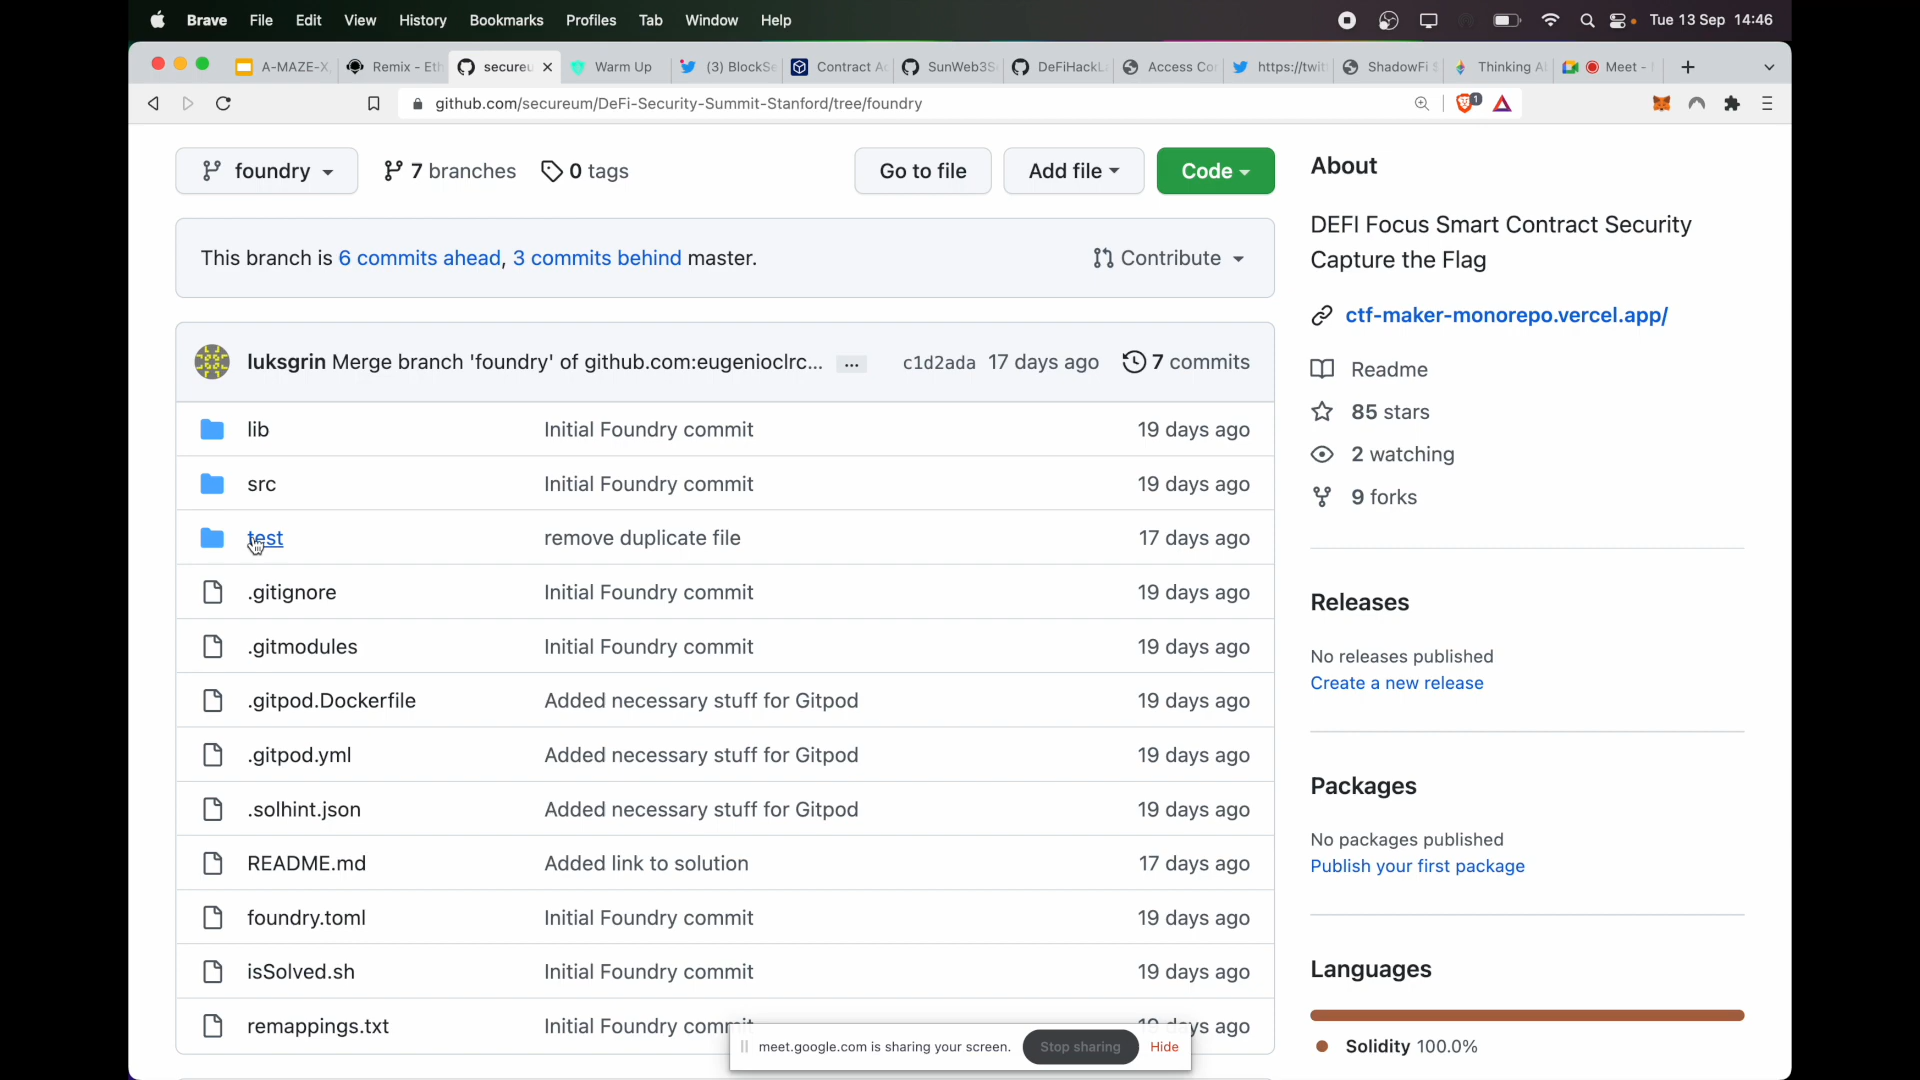 Brave File Edit View History Bookmarks Profiles Tab Window Help Tue 13 Sep 14:46
A-MAZE-X Remix - Eth secureu Warm Up (3) BlockSe Contract Ac SunWeb3S DeFiHackL Access Co https://twit ShadowFi Thinking A Meet -
github.com/secureum/DeFi-Security-Summit-Stanford/tree/foundry 1
foundry 7 branches 0 tags Go to file Add file Code
This branch is 6 commits ahead, 3 commits behind master. Contribute
luksgrin Merge branch 'foundry' of github.com:eugenioclrc... ... c1d2ada 17 days ago 7 commits
lib Initial Foundry commit 19 days ago
src Initial Foundry commit 19 days ago
test remove duplicate file 17 days ago
.gitignore Initial Foundry commit 19 days ago
.gitmodules Initial Foundry commit 19 days ago
.gitpod.Dockerfile Added necessary stuff for Gitpod 19 days ago
.gitpod.yml Added necessary stuff for Gitpod 19 days ago
.solhint.json Added necessary stuff for Gitpod 19 days ago
README.md Added link to solution 17 days ago
foundry.toml Initial Foundry commit 19 days ago
isSolved.sh Initial Foundry commit 19 days ago
remappings.txt Initial Foundry ago
About
DEFI Focus Smart Contract Security
Capture the Flag
ctf-maker-monorepo.vercel.app/
Readme
85 stars
2 watching
9 forks
Releases
No releases published
Create a new release
Packages
No packages published
Publish your first package
Languages
Solidity 100.0%
meet.google.com is sharing your screen. Stop sharing Hide